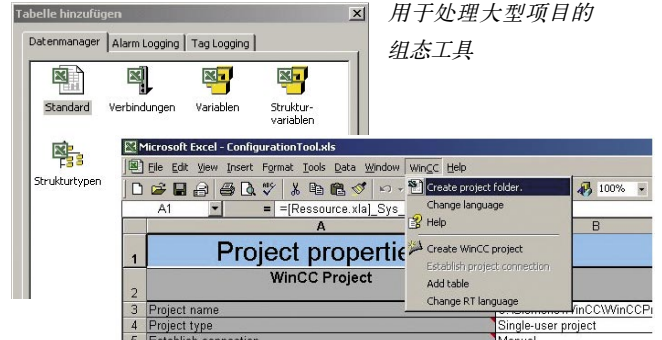 Tabelle hinzufügen
用于处理大型项目的
组态工具
Datenmanager Alarm Logging Tag Logging
Standard Verbindungen Variablen Struktur-
variablen
Strukturtypen
Microsoft Excel - ConfigurationTool.xls
File Edit View Insert Format Tools Data Window WinCC Help
100%
Create project folder.
Change language
Help
Create WinCC project
Establish project connection
Add table
Change RT language
A1 = =[Ressource.xla]_Sys_
A B
1 Project properti
2 WinCC Project
3 Project name
4 Project type Single-user project
5 Establish connection Manual